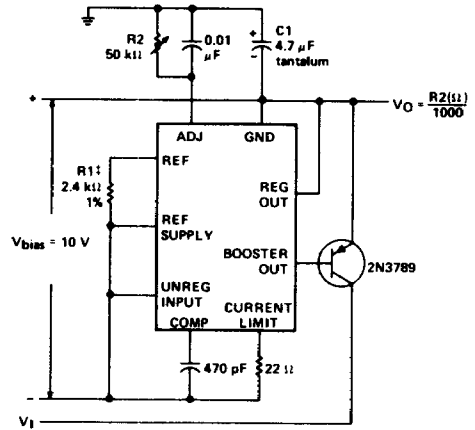 R2
50 kΩ
0.01
μF
+
C1
4.7 μF
-
tantalum
+
VO = R2(Ω)
1000
ADJ
GND
REF
R1‡
2.4 kΩ
1%
REG
OUT
REF
SUPPLY
Vbias = 10 V
BOOSTER
OUT
2N3789
UNREG
INPUT
CURRENT
LIMIT
COMP
470 pF
22 Ω
-
VI